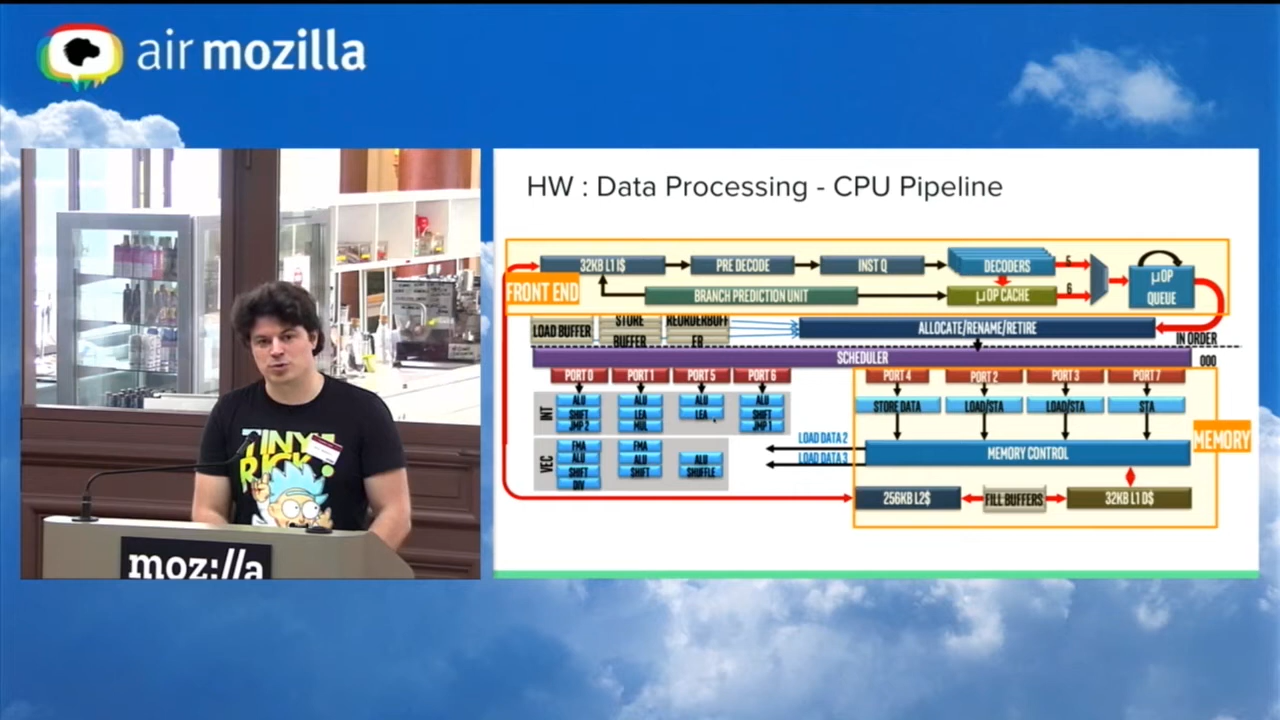 air mozilla
HW : Data Processing - CPU Pipeline
32KB L1 I$
PRE DECODE
INST Q
DECODERS
5
FRONT END
BRANCH PREDICTION UNIT
μOP CACHE
6
μOP
QUEUE
LOAD BUFFER
STORE
BUFFER
REORDERBUFF
ER
ALLOCATE/RENAME/RETIRE
IN ORDER
SCHEDULER
OOO
PORT 0
PORT 1
PORT 5
PORT 6
PORT 4
PORT 2
PORT 3
PORT 7
INT
ALU
SHIFT
JMP 2
ALU
LEA
MUL
ALU
LEA
ALU
SHIFT
JMP 1
STORE DATA
LOAD/STA
LOAD/STA
STA
LOAD DATA 2
LOAD DATA 3
MEMORY CONTROL
MEMORY
VEC
FMA
ALU
SHIFT
DIV
FMA
ALU
SHIFT
ALU
SHUFFLE
256KB L2$
FILL BUFFERS
32KB L1 D$
TINY
RICK
moz://a